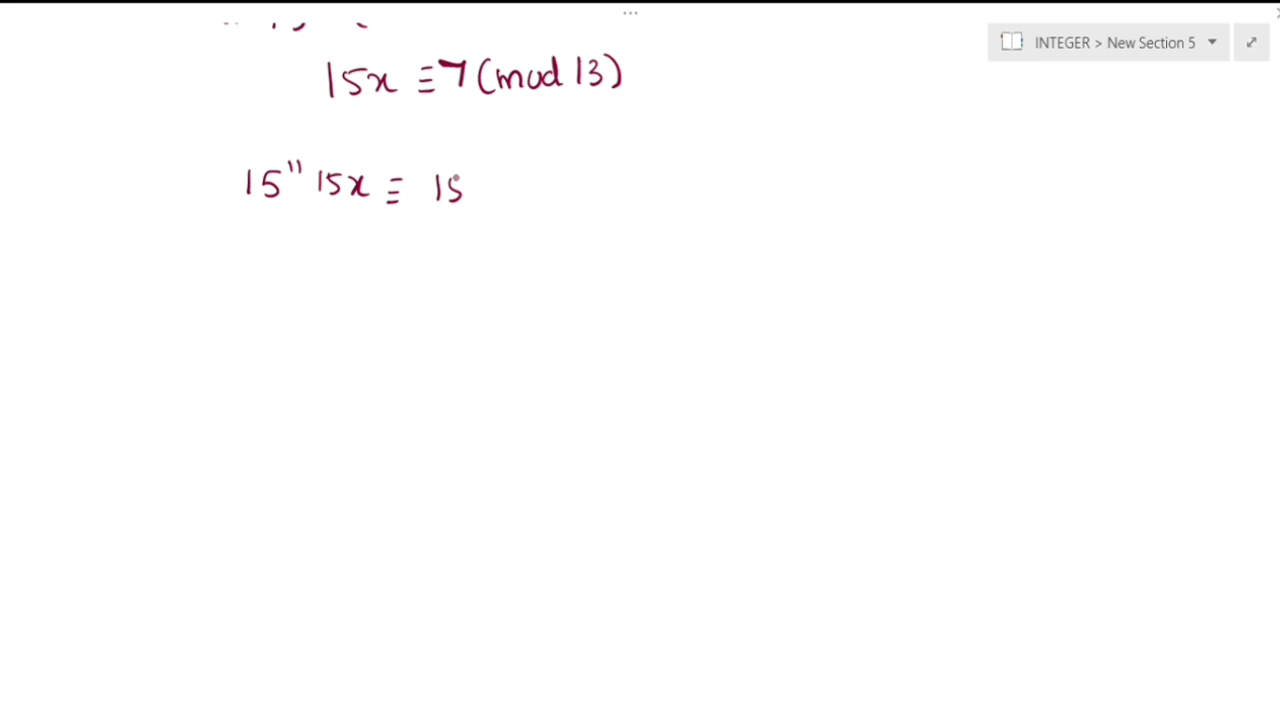 INTEGER > New Section 5
15x ≡ 7 (mod 13)
15¹¹ 15x ≡ 15